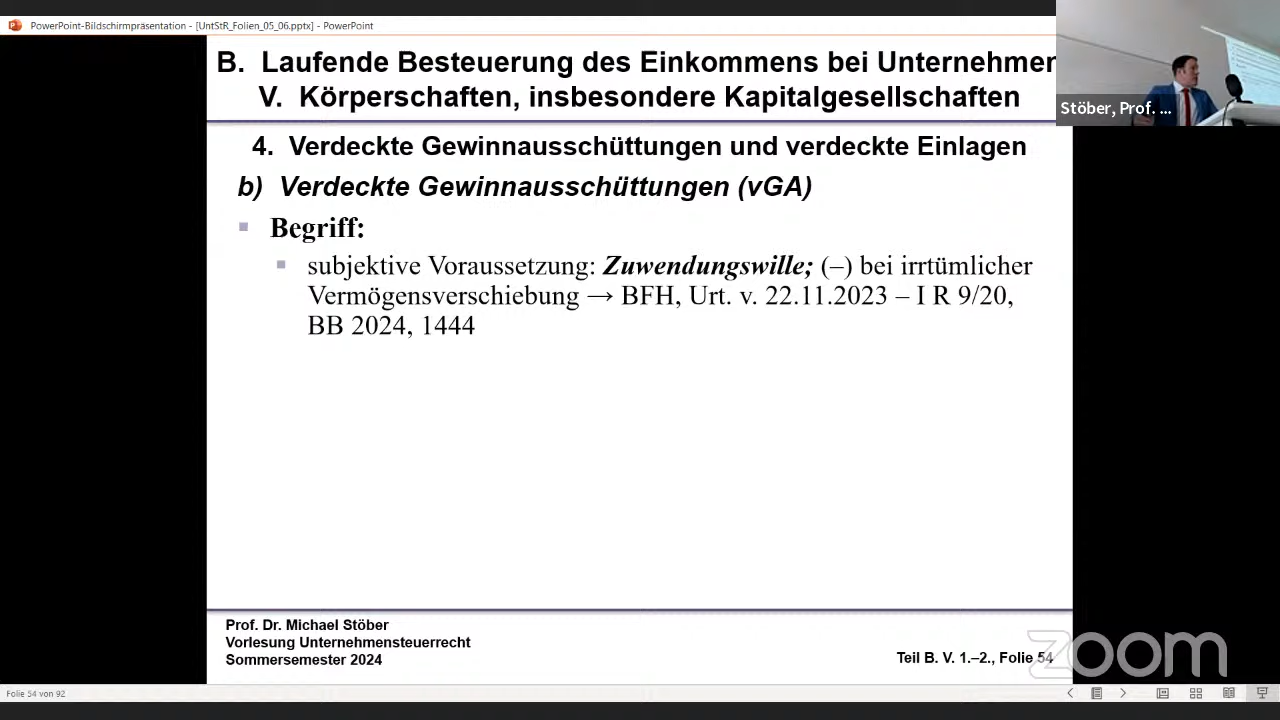 PowerPoint-Bildschirmpräsentation - [UntStR_Folien_05_06.pptx] - PowerPoint
B. Laufende Besteuerung des Einkommens bei Unternehmen
V. Körperschaften, insbesondere Kapitalgesellschaften
Stöber, Prof. ...
4. Verdeckte Gewinnausschüttungen und verdeckte Einlagen
b) Verdeckte Gewinnausschüttungen (vGA)
Begriff:
subjektive Voraussetzung: Zuwendungswille; (–) bei irrtümlicher
Vermögensverschiebung → BFH, Urt. v. 22.11.2023 – I R 9/20,
BB 2024, 1444
Prof. Dr. Michael Stöber
Vorlesung Unternehmensteuerrecht
Sommersemester 2024
Teil B. V. 1.–2., Folie 54
zoom
Folie 54 von 92